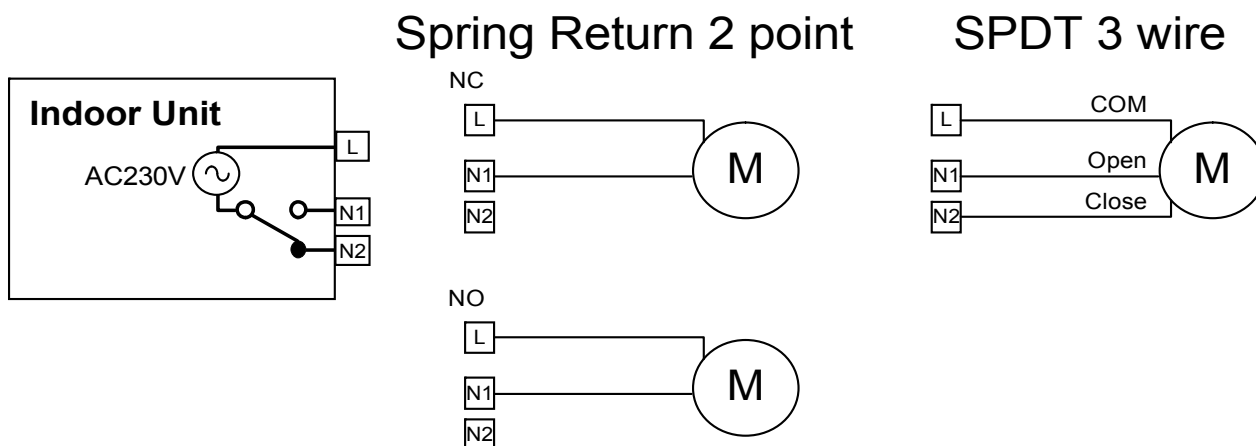 Spring Return 2 point
SPDT 3 wire
Indoor Unit
AC230V
L
N1
N2
NC
L
N1
N2
M
NO
L
N1
N2
M
L
N1
N2
COM
Open
Close
M